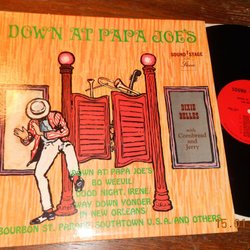 DOWN AT PAPA JOE'S
SOUND STAGE
Stereo
DIXIE
BELLES
with
Cornbread
and
Jerry
DOWN AT PAPA JOE'S
BO WEEVIL
GOOD NIGHT, IRENE
WAY DOWN YONDER
IN NEW ORLEANS
BOURBON ST. PARADE, SOUTHTOWN U.S.A. AND OTHERS
SOUND